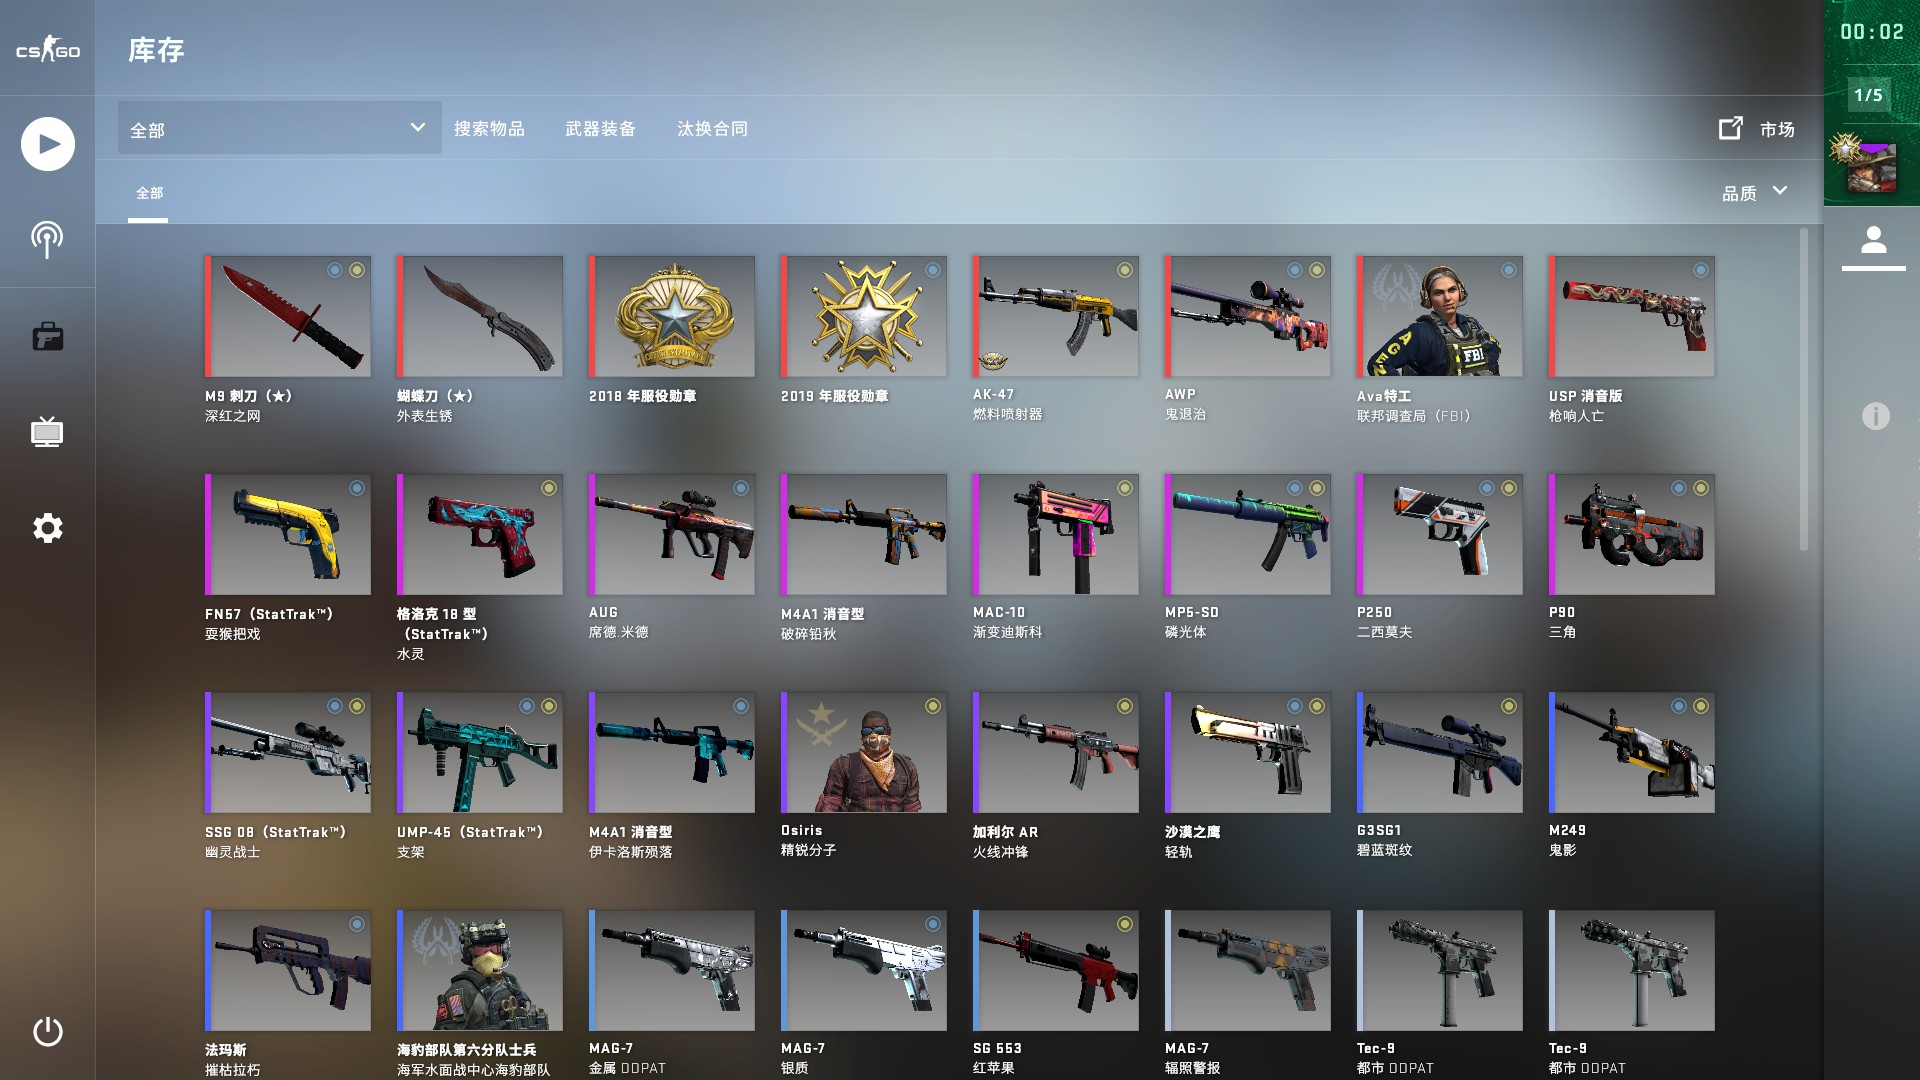 CS GO
库存
00:02
1/5
全部
搜索物品
武器装备
汰换合同
市场
全部
品质
M9 刺刀（★）
深红之网
蝴蝶刀（★）
外表生锈
2018 年服役勋章
2019 年服役勋章
AK-47
燃料喷射器
AWP
鬼退治
FBI
Ava特工
联邦调查局（FBI）
USP 消音版
枪响人亡
FN57（StatTrak™）
耍猴把戏
格洛克 18 型
（StatTrak™）
水灵
AUG
席德.米德
M4A1 消音型
破碎铅秋
MAC-10
渐变迪斯科
MP5-SD
磷光体
P250
二西莫夫
P90
三角
SSG 08（StatTrak™）
幽灵战士
UMP-45（StatTrak™）
支架
M4A1 消音型
伊卡洛斯殒落
Osiris
精锐分子
加利尔 AR
火线冲锋
沙漠之鹰
轻轨
G3SG1
碧蓝斑纹
M249
鬼影
法玛斯
摧枯拉朽
海豹部队第六分队士兵
海军水面战中心海豹部队
MAG-7
金属 DDPAT
MAG-7
银质
SG 553
红苹果
MAG-7
辐照警报
Tec-9
都市 DDPAT
Tec-9
都市 DDPAT